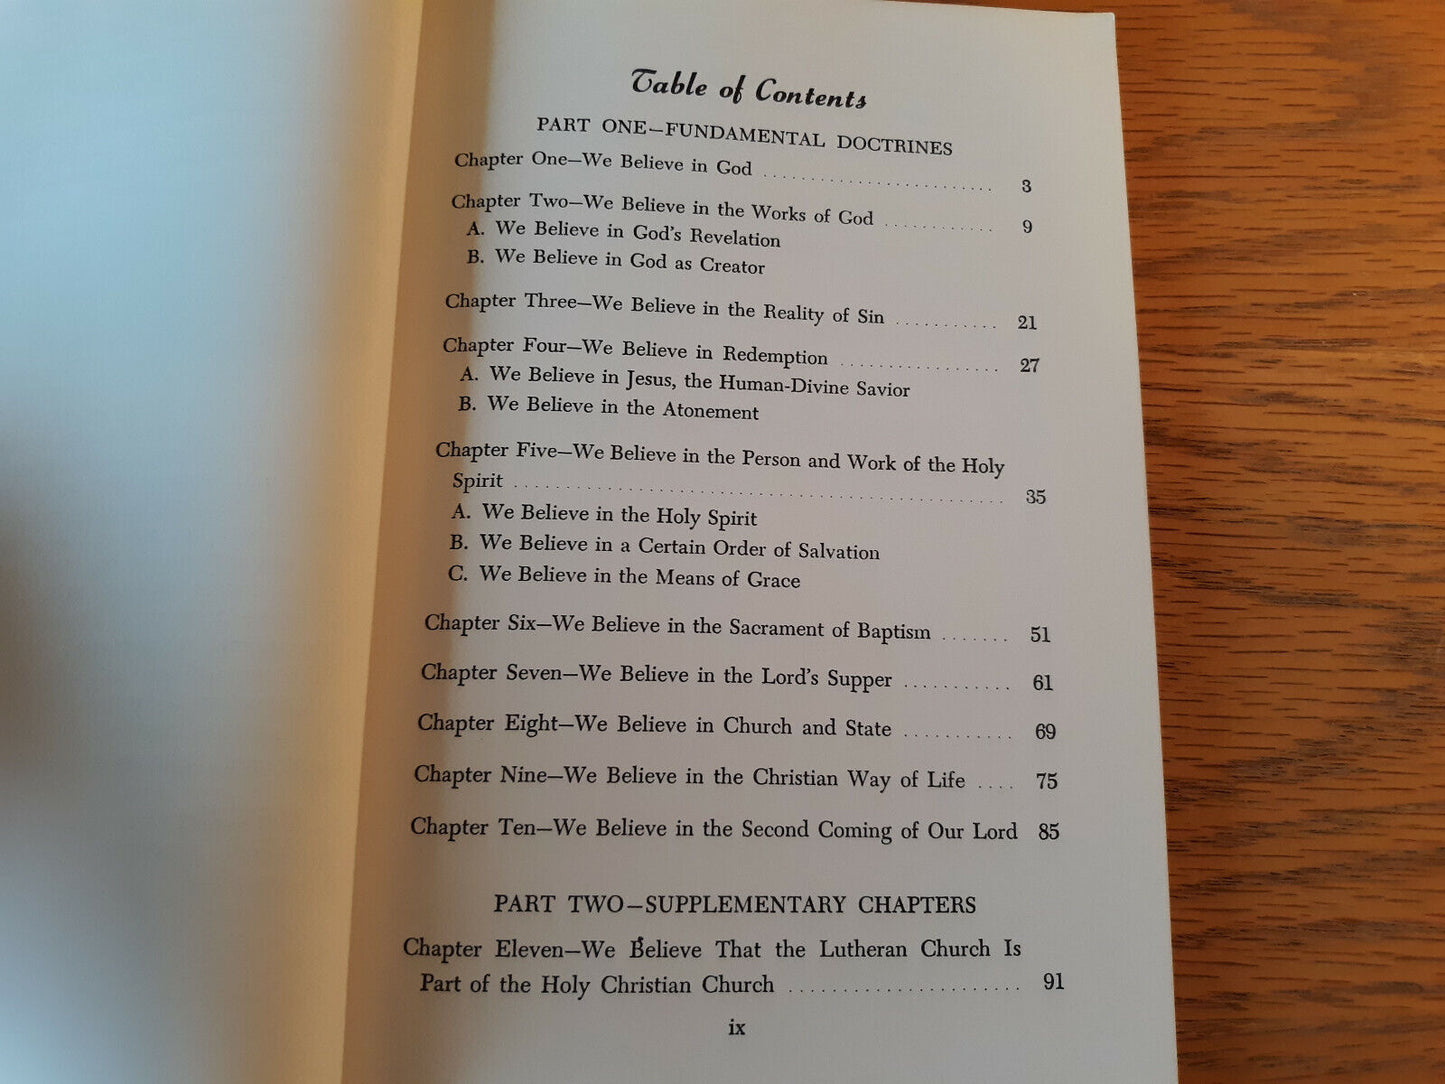 Table of Contents
PART ONE—FUNDAMENTAL DOCTRINES
Chapter One—We Believe in God . . . . . . . . . . . . . . . . . . . . . . . . . 3
Chapter Two—We Believe in the Works of God . . . . . . . . . . . . 9
A. We Believe in God's Revelation
B. We Believe in God as Creator
Chapter Three—We Believe in the Reality of Sin . . . . . . . . . . . 21
Chapter Four—We Believe in Redemption . . . . . . . . . . . . . . . . . 27
A. We Believe in Jesus, the Human-Divine Savior
B. We Believe in the Atonement
Chapter Five—We Believe in the Person and Work of the Holy
Spirit . . . . . . . . . . . . . . . . . . . . . . . . . . . . . . . . . . . . . . . . . . . . . . . . 35
A. We Believe in the Holy Spirit
B. We Believe in a Certain Order of Salvation
C. We Believe in the Means of Grace
Chapter Six—We Believe in the Sacrament of Baptism . . . . . . . 51
Chapter Seven—We Believe in the Lord's Supper . . . . . . . . . . . 61
Chapter Eight—We Believe in Church and State . . . . . . . . . . . 69
Chapter Nine—We Believe in the Christian Way of Life . . . . 75
Chapter Ten—We Believe in the Second Coming of Our Lord 85
PART TWO—SUPPLEMENTARY CHAPTERS
Chapter Eleven—We Believe That the Lutheran Church Is
Part of the Holy Christian Church . . . . . . . . . . . . . . . . . . . . . . 91
ix